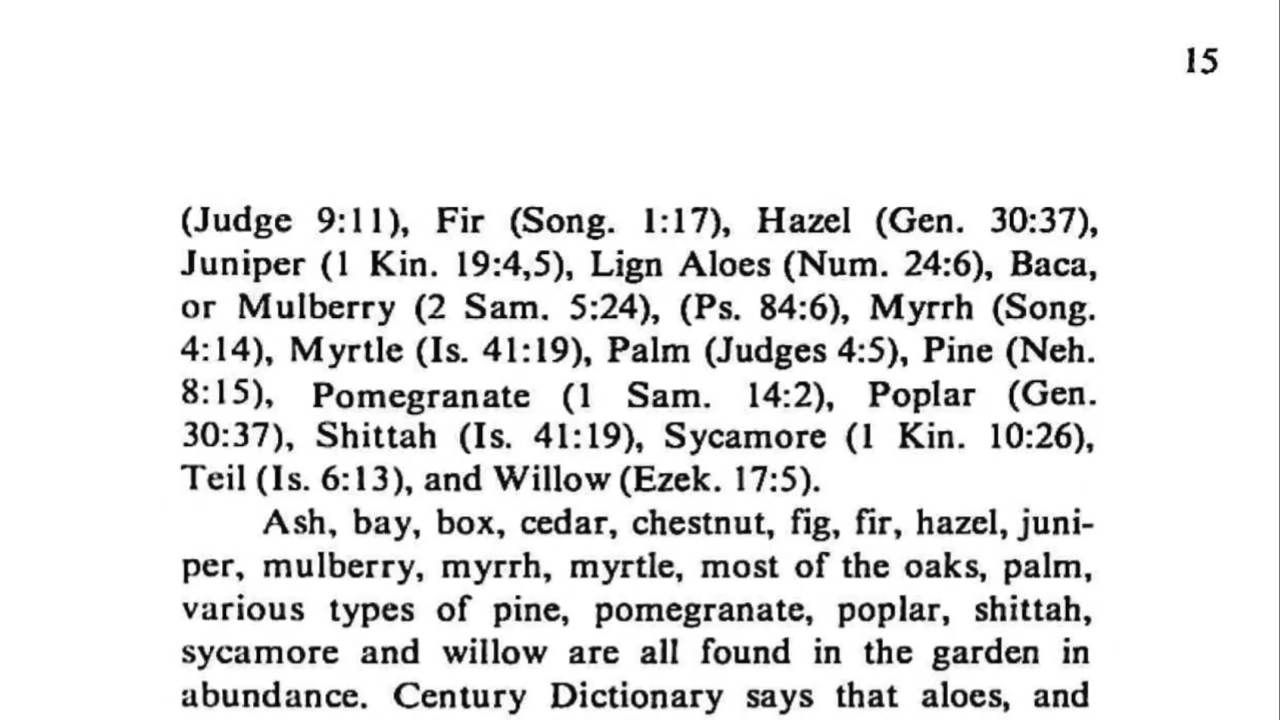 15
(Judge 9:11), Fir (Song. 1:17), Hazel (Gen. 30:37),
Juniper (1 Kin. 19:4,5), Lign Aloes (Num. 24:6), Baca,
or Mulberry (2 Sam. 5:24), (Ps. 84:6), Myrrh (Song.
4:14), Myrtle (Is. 41:19), Palm (Judges 4:5), Pine (Neh.
8:15), Pomegranate (1 Sam. 14:2), Poplar (Gen.
30:37), Shittah (Is. 41:19), Sycamore (1 Kin. 10:26),
Teil (Is. 6:13), and Willow (Ezek. 17:5).
Ash, bay, box, cedar, chestnut, fig, fir, hazel, juni-
per, mulberry, myrrh, myrtle, most of the oaks, palm,
various types of pine, pomegranate, poplar, shittah,
sycamore and willow are all found in the garden in
abundance. Century Dictionary says that aloes, and